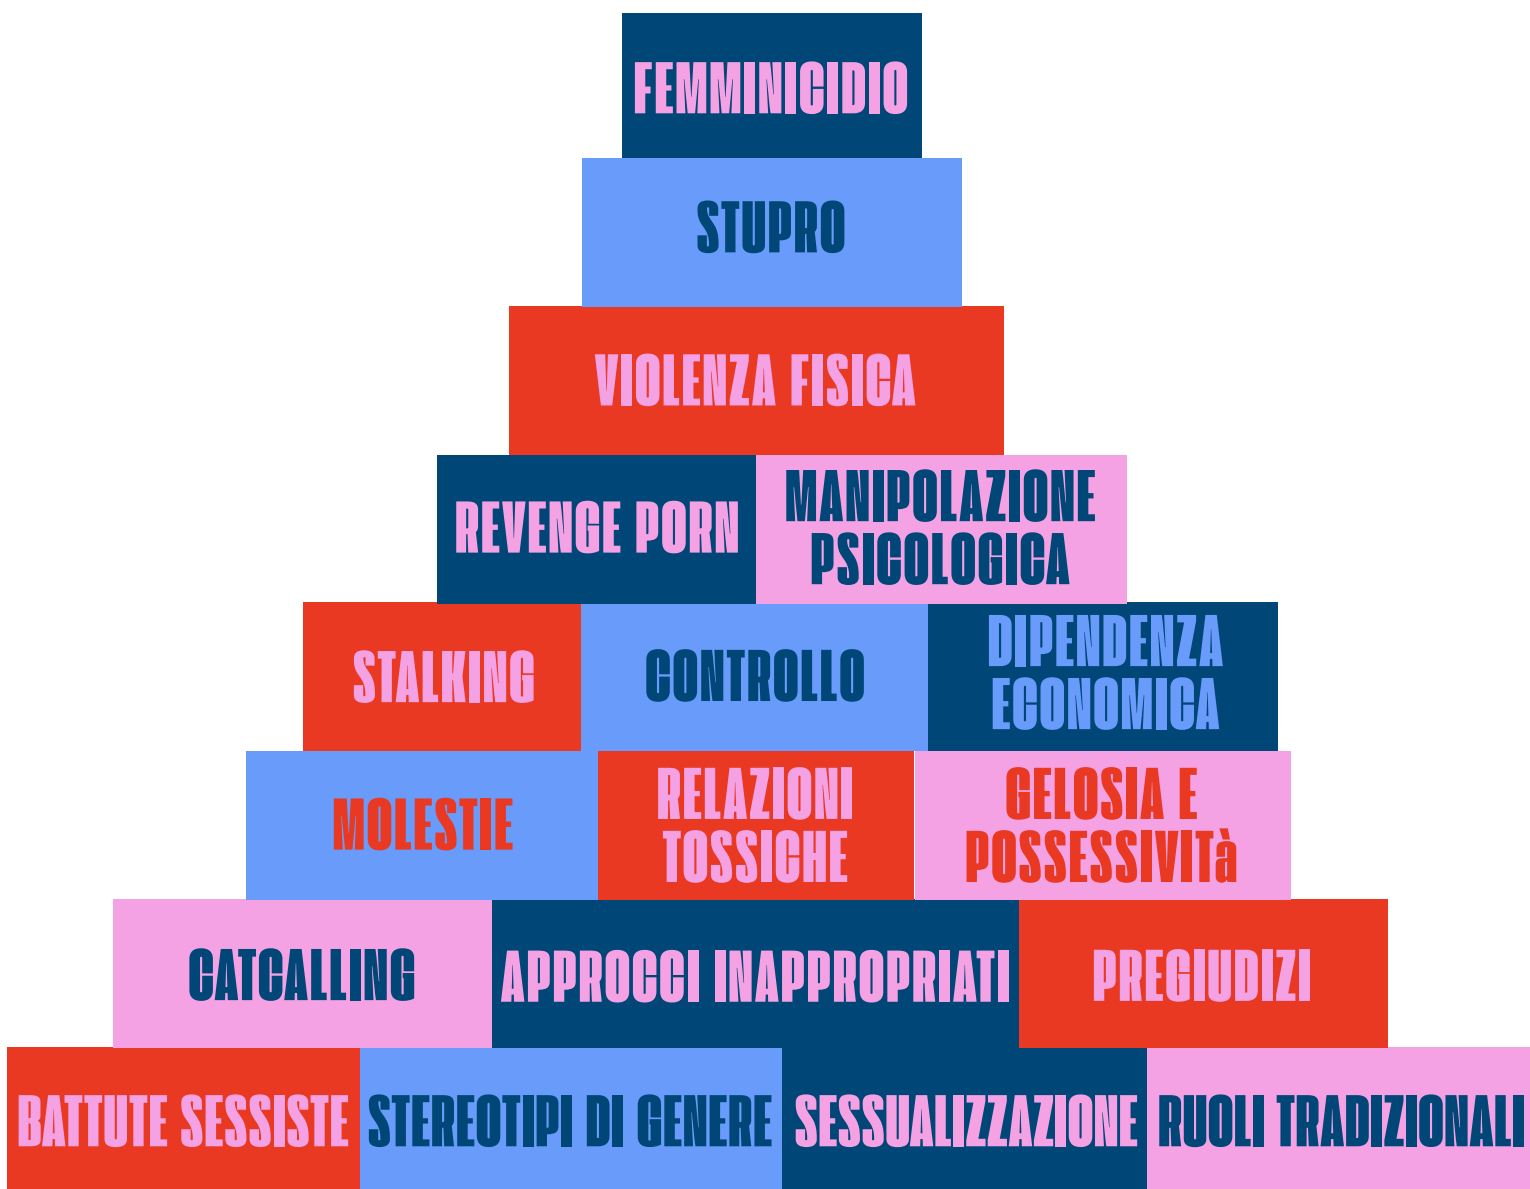 FEMMINICIDIO
STUPRO
VIOLENZA FISICA
REVENGE PORN
MANIPOLAZIONE
PSICOLOGICA
STALKING
CONTROLLO
DIPENDENZA
ECONOMICA
MOLESTIE
RELAZIONI
TOSSICHE
GELOSIA E
POSSESSIVITà
CATCALLING
APPROCCI INAPPROPRIATI
PREGIUDIZI
BATTUTE SESSISTE
STEREOTIPI DI GENERE
SESSUALIZZAZIONE
RUOLI TRADIZIONALI